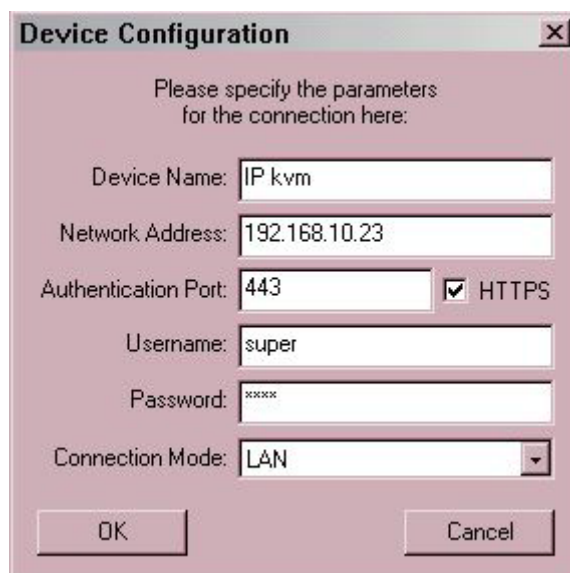 Device Configuration
Please specify the parameters
for the connection here:
Device Name: IP kvm
Network Address: 192.168.10.23
Authentication Port: 443 HTTPS
Username: super
Password: ****
Connection Mode: LAN
OK Cancel